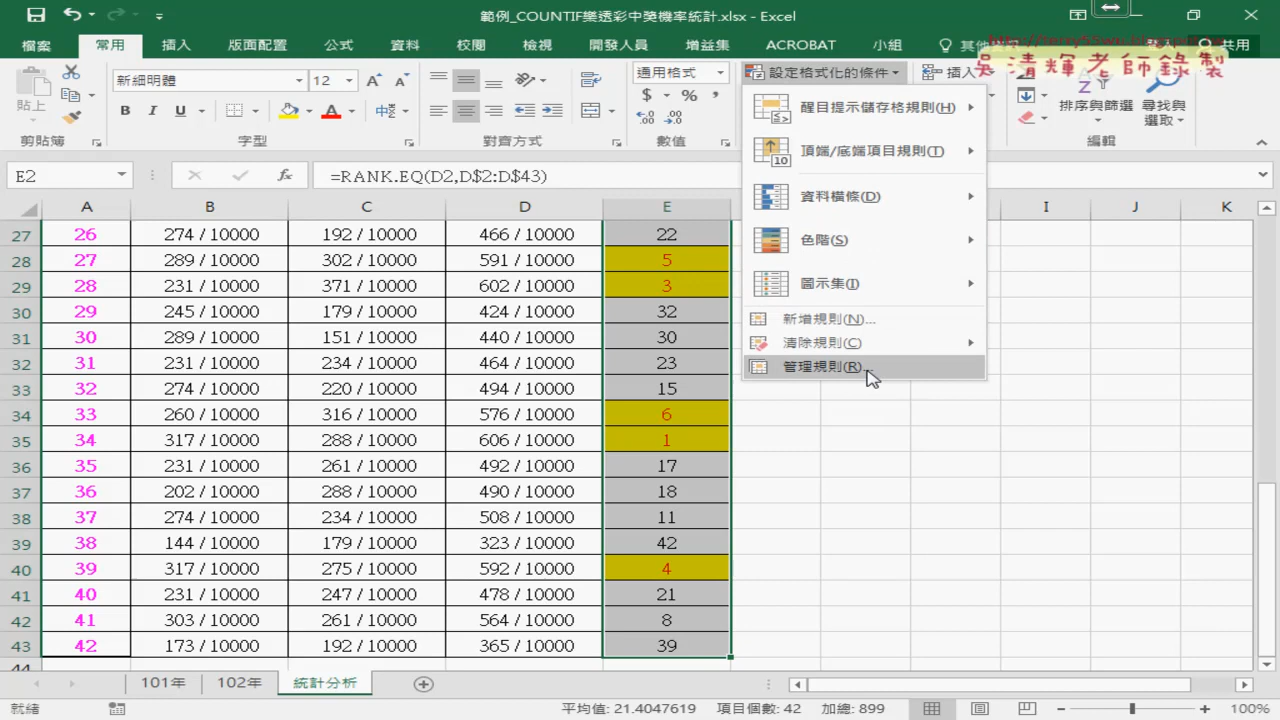 範例_COUNTIF樂透彩中獎機率統計.xlsx - Excel
檔案 常用 插入 版面配置 公式 資料 校閱 檢視 開發人員 增益集 ACROBAT 小組 其他 登入 共用
吳清輝老師錄製
貼上 新細明體 12 通用格式 設定格式化的條件 插入 排序與篩選 尋找與選取
$ %
剪貼簿 字型 對齊方式 數值 編輯
醒目提示儲存格規則(H)
頂端/底端項目規則(T)
資料橫條(D)
色階(S)
圖示集(I)
新增規則(N)...
清除規則(C)
管理規則(R)...
E2 fx =RANK.EQ(D2,D$2:D$43)
A B C D E I J K
27 26 274 / 10000 192 / 10000 466 / 10000 22
28 27 289 / 10000 302 / 10000 591 / 10000 5
29 28 231 / 10000 371 / 10000 602 / 10000 3
30 29 245 / 10000 179 / 10000 424 / 10000 32
31 30 289 / 10000 151 / 10000 440 / 10000 30
32 31 231 / 10000 234 / 10000 464 / 10000 23
33 32 274 / 10000 220 / 10000 494 / 10000 15
34 33 260 / 10000 316 / 10000 576 / 10000 6
35 34 317 / 10000 288 / 10000 606 / 10000 1
36 35 231 / 10000 261 / 10000 492 / 10000 17
37 36 202 / 10000 288 / 10000 490 / 10000 18
38 37 274 / 10000 234 / 10000 508 / 10000 11
39 38 144 / 10000 179 / 10000 323 / 10000 42
40 39 317 / 10000 275 / 10000 592 / 10000 4
41 40 231 / 10000 247 / 10000 478 / 10000 21
42 41 303 / 10000 261 / 10000 564 / 10000 8
43 42 173 / 10000 192 / 10000 365 / 10000 39
44
101年 102年 統計分析
就緒 平均值: 21.4047619 項目個數: 42 加總: 899 100%